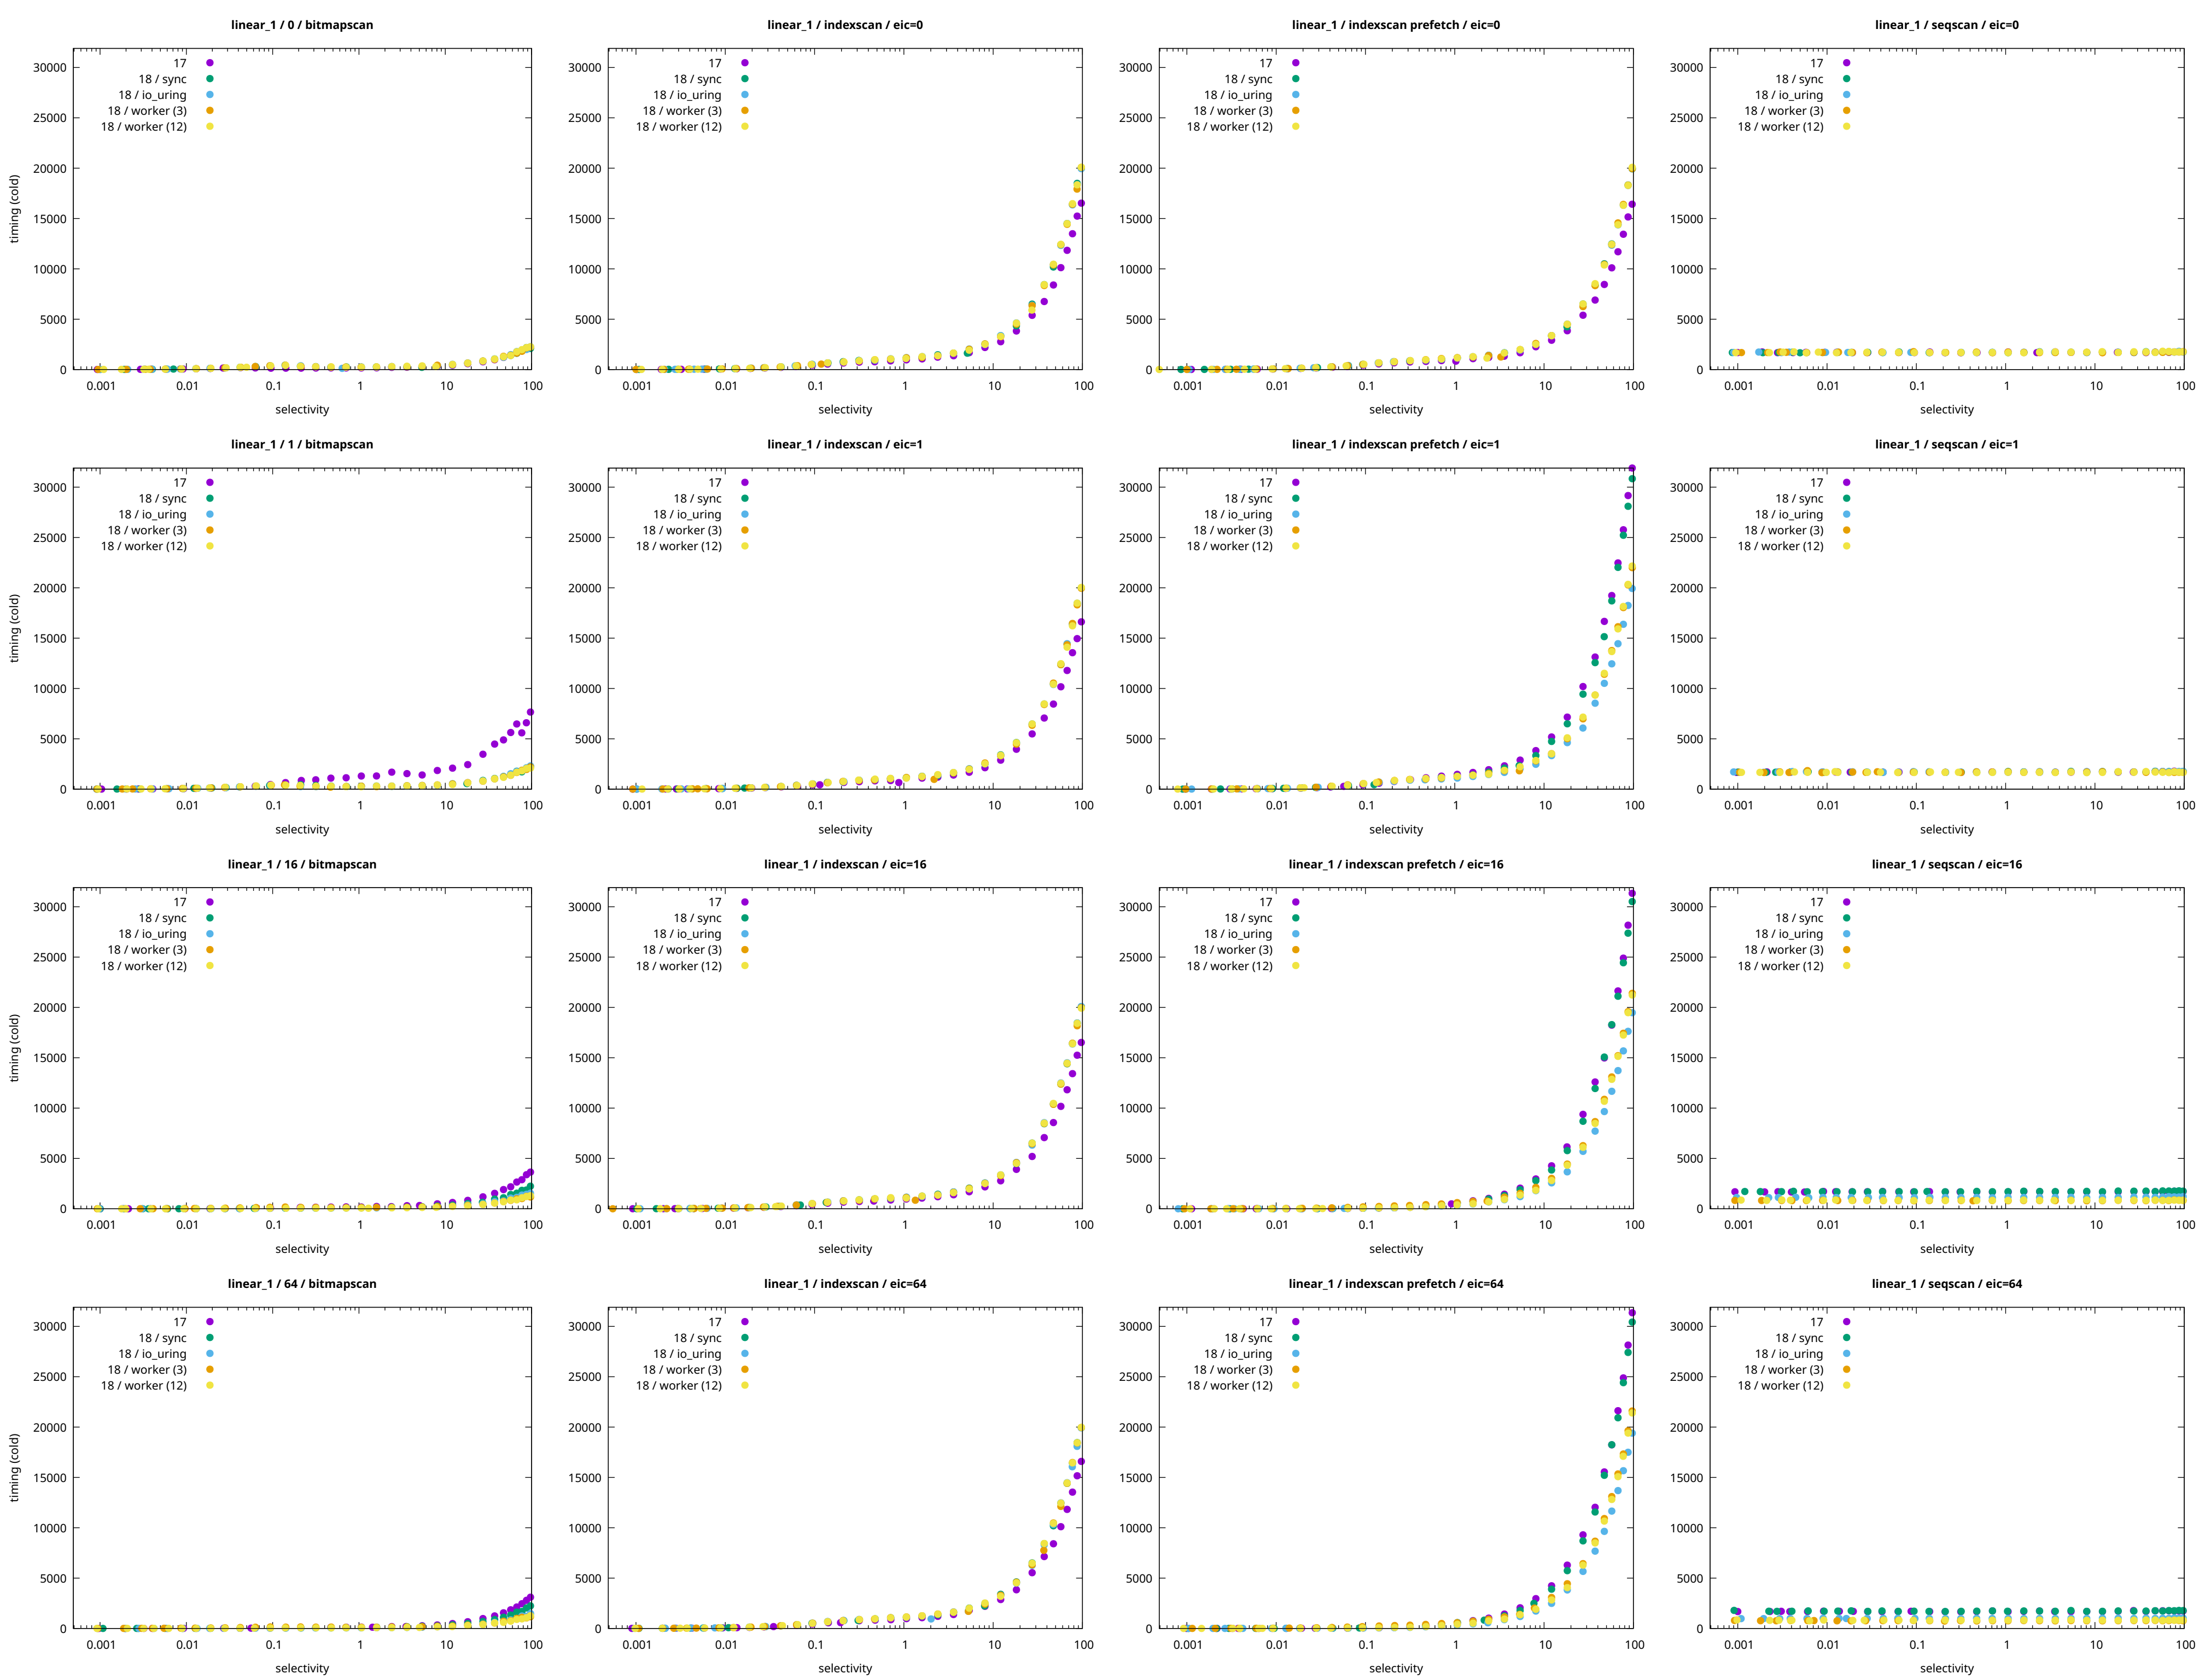 linear_1 / 0 / bitmapscan
timing (cold)
30000
25000
20000
15000
10000
5000
0
17
18 / sync
18 / io_uring
18 / worker (3)
18 / worker (12)
0.001 0.01 0.1 1 10 100
selectivity
linear_1 / indexscan / eic=0
30000
25000
20000
15000
10000
5000
0
17
18 / sync
18 / io_uring
18 / worker (3)
18 / worker (12)
0.001 0.01 0.1 1 10 100
selectivity
linear_1 / indexscan prefetch / eic=0
30000
25000
20000
15000
10000
5000
0
17
18 / sync
18 / io_uring
18 / worker (3)
18 / worker (12)
0.001 0.01 0.1 1 10 100
selectivity
linear_1 / seqscan / eic=0
30000
25000
20000
15000
10000
5000
0
17
18 / sync
18 / io_uring
18 / worker (3)
18 / worker (12)
0.001 0.01 0.1 1 10 100
selectivity
linear_1 / 1 / bitmapscan
timing (cold)
30000
25000
20000
15000
10000
5000
0
17
18 / sync
18 / io_uring
18 / worker (3)
18 / worker (12)
0.001 0.01 0.1 1 10 100
selectivity
linear_1 / indexscan / eic=1
30000
25000
20000
15000
10000
5000
0
17
18 / sync
18 / io_uring
18 / worker (3)
18 / worker (12)
0.001 0.01 0.1 1 10 100
selectivity
linear_1 / indexscan prefetch / eic=1
30000
25000
20000
15000
10000
5000
0
17
18 / sync
18 / io_uring
18 / worker (3)
18 / worker (12)
0.001 0.01 0.1 1 10 100
selectivity
linear_1 / seqscan / eic=1
30000
25000
20000
15000
10000
5000
0
17
18 / sync
18 / io_uring
18 / worker (3)
18 / worker (12)
0.001 0.01 0.1 1 10 100
selectivity
linear_1 / 16 / bitmapscan
timing (cold)
30000
25000
20000
15000
10000
5000
0
17
18 / sync
18 / io_uring
18 / worker (3)
18 / worker (12)
0.001 0.01 0.1 1 10 100
selectivity
linear_1 / indexscan / eic=16
30000
25000
20000
15000
10000
5000
0
17
18 / sync
18 / io_uring
18 / worker (3)
18 / worker (12)
0.001 0.01 0.1 1 10 100
selectivity
linear_1 / indexscan prefetch / eic=16
30000
25000
20000
15000
10000
5000
0
17
18 / sync
18 / io_uring
18 / worker (3)
18 / worker (12)
0.001 0.01 0.1 1 10 100
selectivity
linear_1 / seqscan / eic=16
30000
25000
20000
15000
10000
5000
0
17
18 / sync
18 / io_uring
18 / worker (3)
18 / worker (12)
0.001 0.01 0.1 1 10 100
selectivity
linear_1 / 64 / bitmapscan
timing (cold)
30000
25000
20000
15000
10000
5000
0
17
18 / sync
18 / io_uring
18 / worker (3)
18 / worker (12)
0.001 0.01 0.1 1 10 100
selectivity
linear_1 / indexscan / eic=64
30000
25000
20000
15000
10000
5000
0
17
18 / sync
18 / io_uring
18 / worker (3)
18 / worker (12)
0.001 0.01 0.1 1 10 100
selectivity
linear_1 / indexscan prefetch / eic=64
30000
25000
20000
15000
10000
5000
0
17
18 / sync
18 / io_uring
18 / worker (3)
18 / worker (12)
0.001 0.01 0.1 1 10 100
selectivity
linear_1 / seqscan / eic=64
30000
25000
20000
15000
10000
5000
0
17
18 / sync
18 / io_uring
18 / worker (3)
18 / worker (12)
0.001 0.01 0.1 1 10 100
selectivity